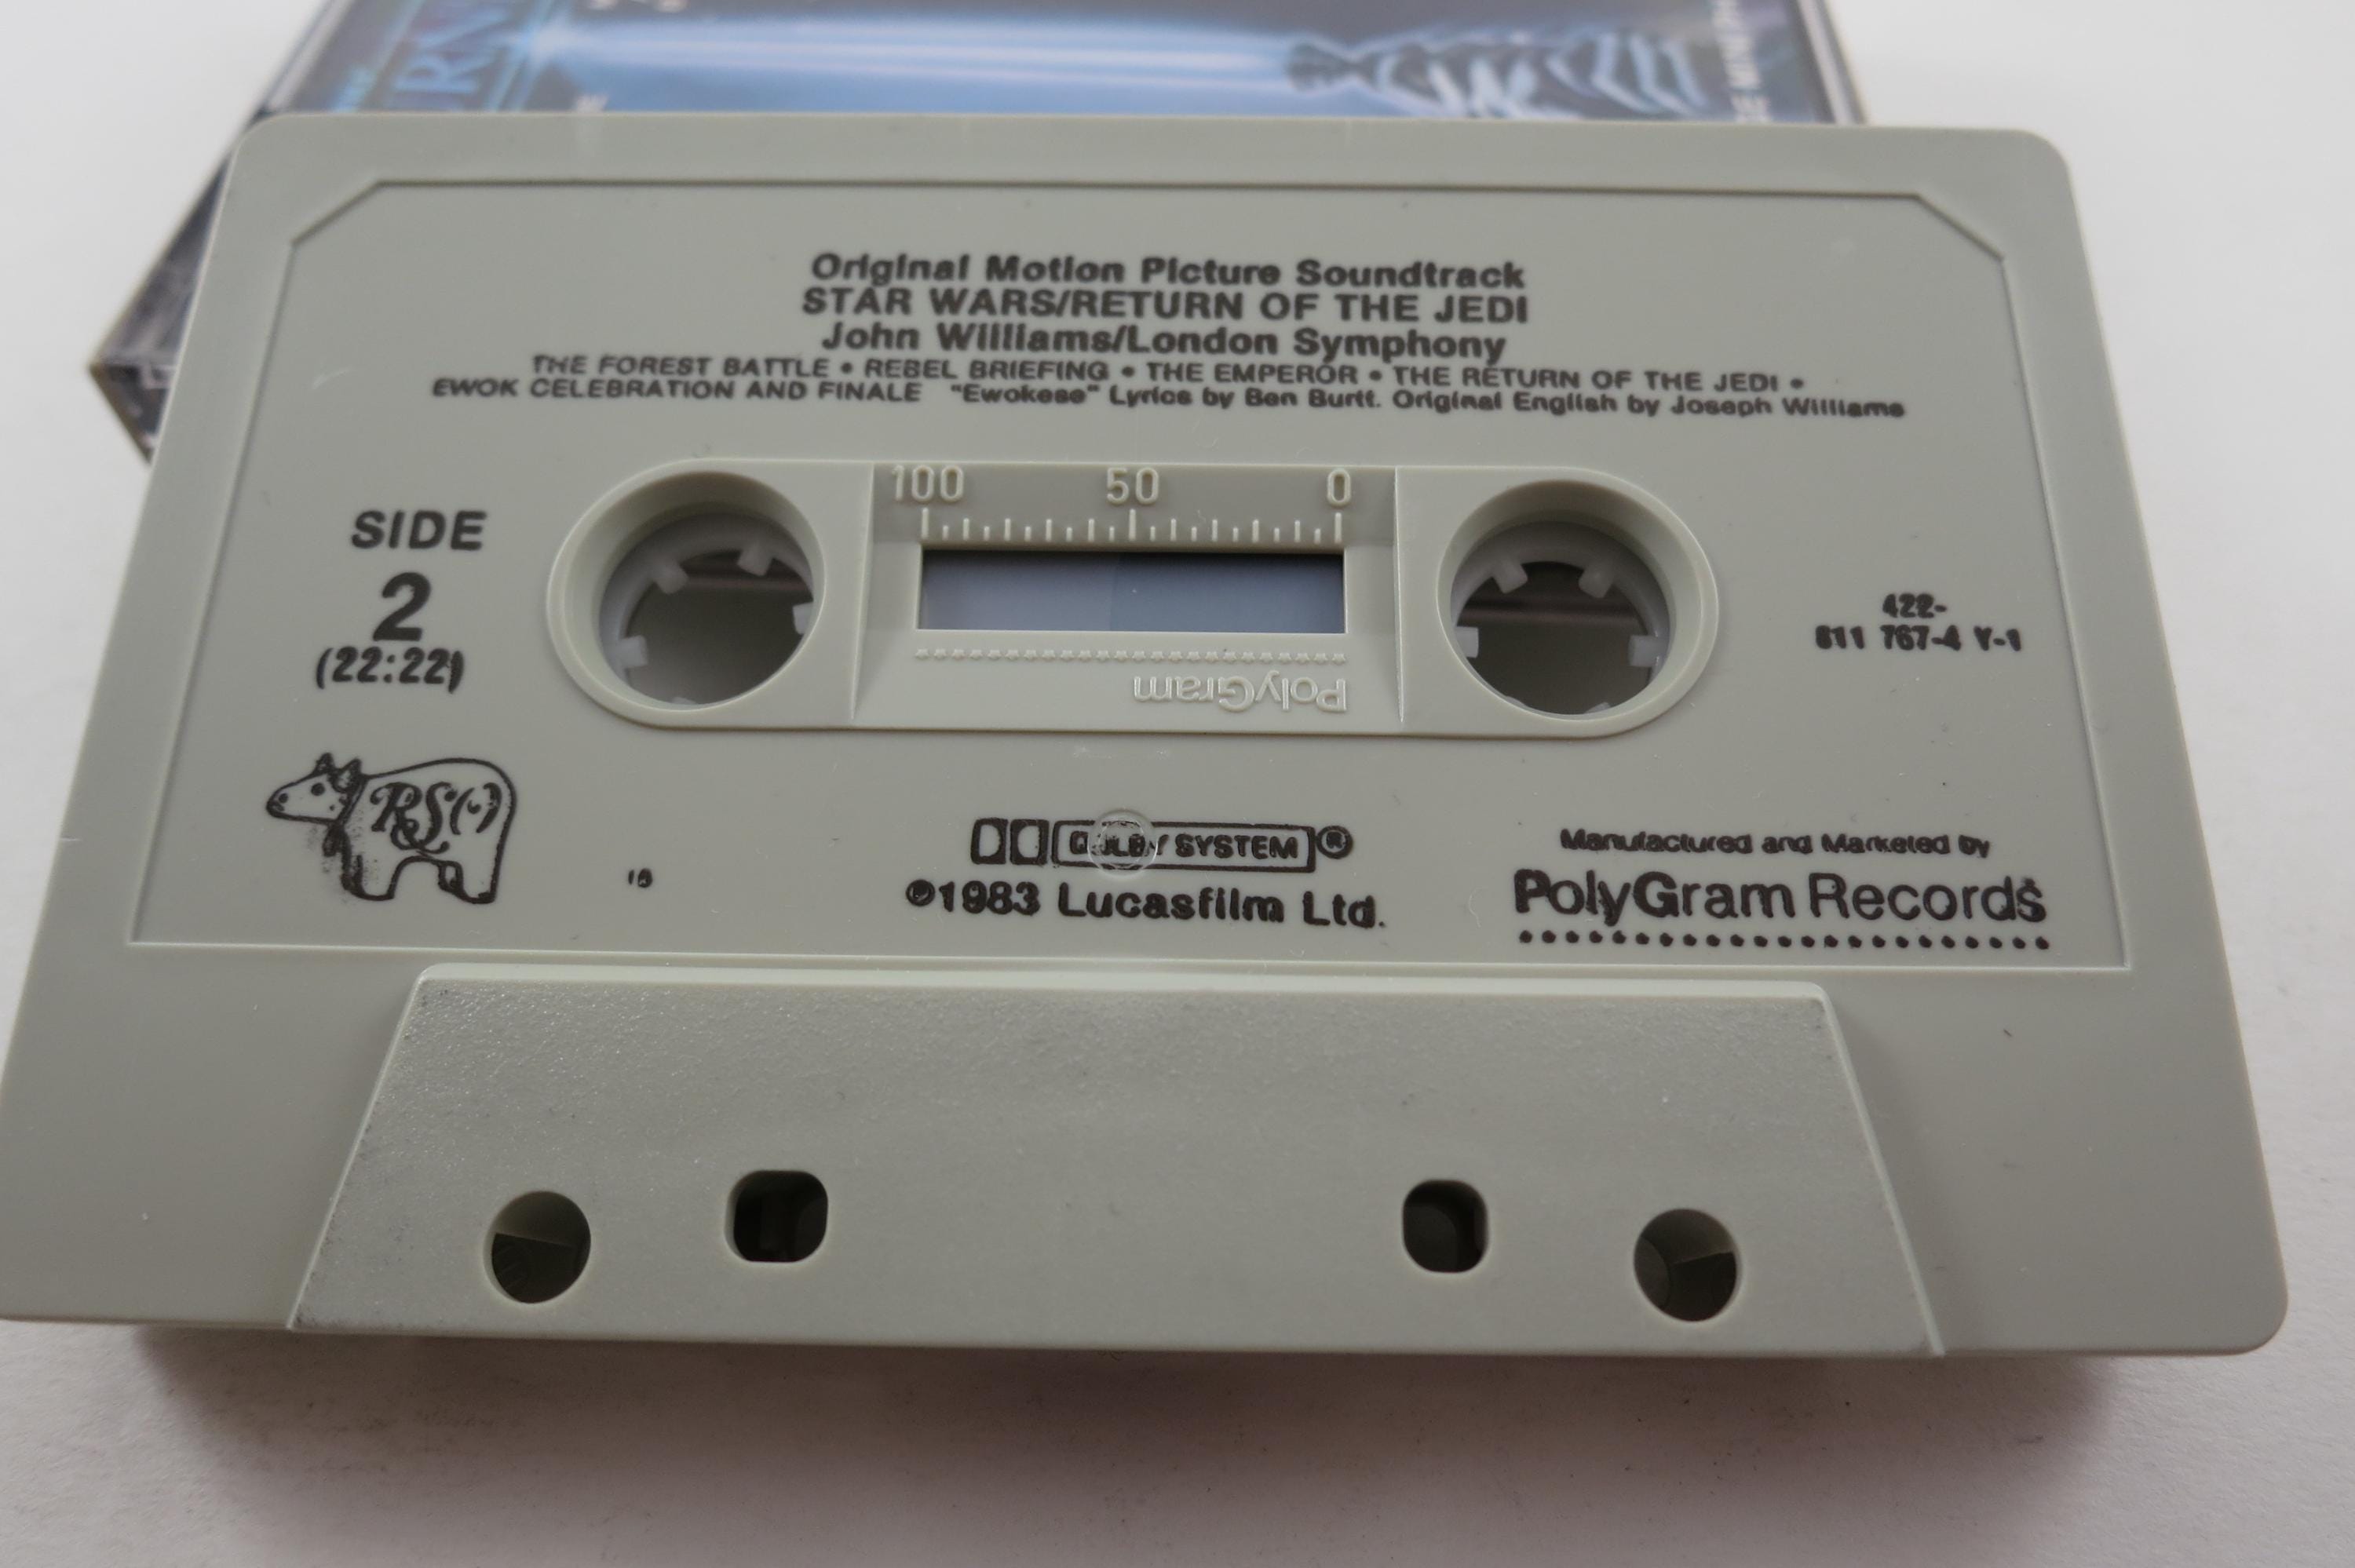 Original Motion Picture Soundtrack
STAR WARS/RETURN OF THE JEDI
John Williams/London Symphony
THE FOREST BATTLE • REBEL BRIEFING • THE EMPEROR • THE RETURN OF THE JEDI •
EWOK CELEBRATION AND FINALE "Ewokese" Lyrics by Ben Burtt. Original English by Joseph Williams
100 50 0
SIDE
2
(22:22)
422-
811 767-4 Y-1
PolyGram
RSO
DOLBY SYSTEM®
℗1983 Lucasfilm Ltd.
Manufactured and Marketed by
PolyGram Records